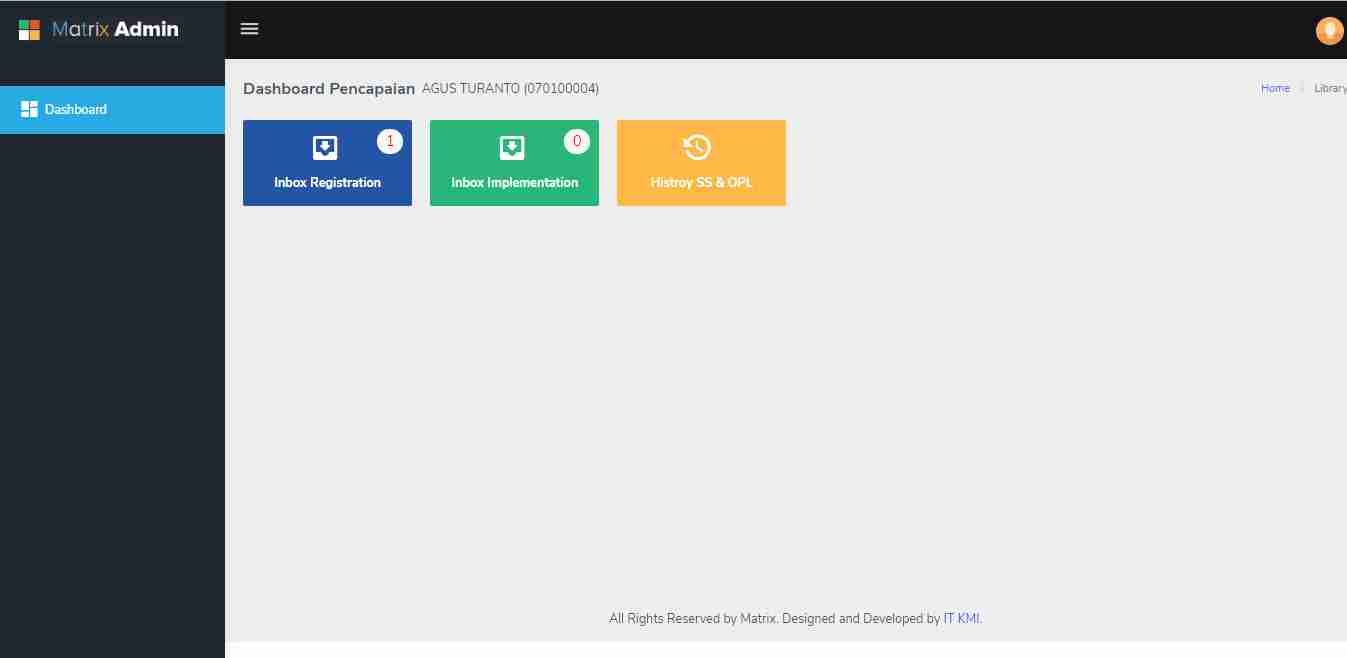 Matrix Admin
Dashboard
Dashboard Pencapaian AGUS TURANTO (070100004)
Home / Library
1
Inbox Registration
0
Inbox Implementation
Histroy SS & OPL
All Rights Reserved by Matrix. Designed and Developed by IT KMI.